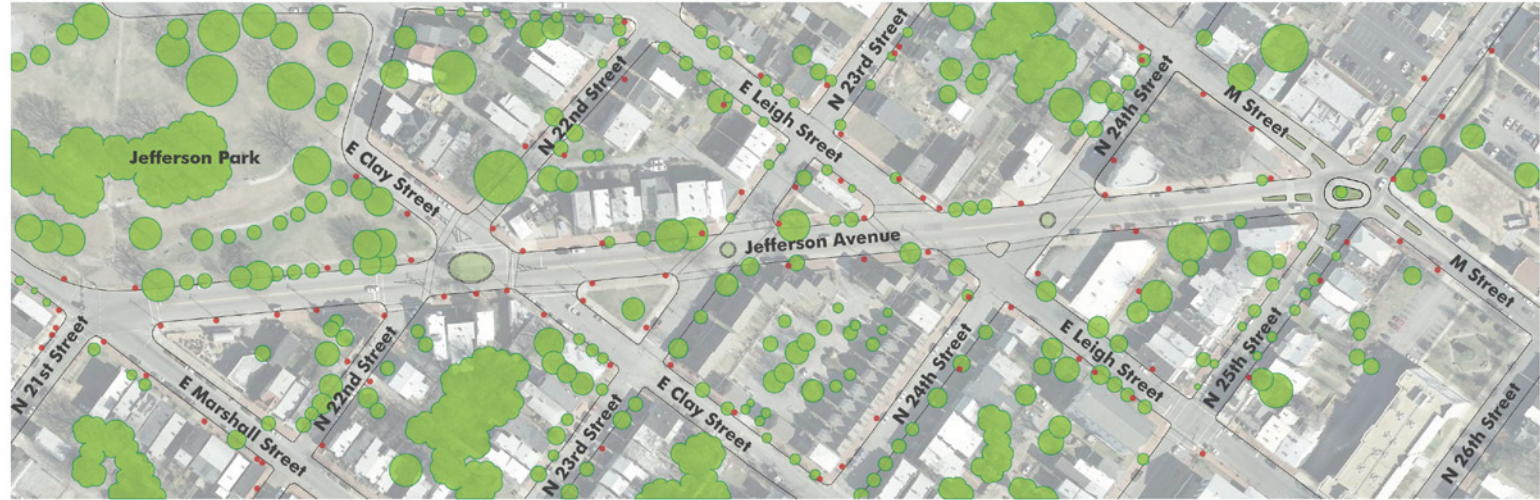 N 23rd Street
N 24th Street
M Street
N 22nd Street
E Leigh Street
Jefferson Park
E Clay Street
Jefferson Avenue
M Street
N 21st Street
E Marshall Street
N 22nd Street
N 23rd Street
E Clay Street
N 24th Street
E Leigh Street
N 25th Street
N 26th Street